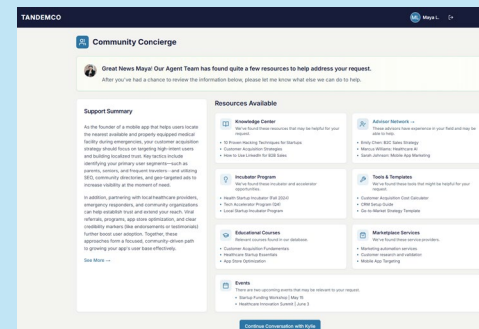 TANDEMCO
ML Maya L.
Community Concierge
Great News Maya! Our Agent Team has found quite a few resources to help address your request.
After you've had a chance to review the information below, please let me know what else we can do to help.
Support Summary
As the founder of a mobile app that helps users locate
the nearest available and properly equipped medical
facility during emergencies, your customer acquisition
strategy should focus on targeting high-intent users
and building localized trust. Key tactics include
identifying your primary user segments—such as
parents, seniors, and frequent travelers—and utilizing
SEO, community directories, and geo-targeted ads to
increase visibility at the moment of need.
In addition, partnering with local healthcare providers,
emergency responders, and community organizations
can help establish trust and extend your reach. Viral
referrals, programs, app store optimization, and clear
credibility markers (like endorsements or testimonials)
further boost user adoption. Together, these
approaches form a focused, community-driven path
to growing your app's user base effectively.
See More →
Resources Available
Knowledge Center
We've found these resources that may be helpful for your
request.
• 10 Proven Hacking Techniques for Startups
• Customer Acquisition Strategies
• How to Use LinkedIn for B2B Sales
Advisor Network →
These advisors have experience in your field and may be
able to help.
• Emily Chen: B2C Sales Strategy
• Marcus Williams: Healthcare AI
• Sarah Johnson: Mobile App Marketing
Incubator Program
We've found these incubator and accelerator
opportunities.
• Health Startup Incubator (Fall 2024)
• Tech Accelerator Program (Q4)
• Local Startup Incubator Program
Tools & Templates
We've found these tools that might be helpful for your
request.
• Customer Acquisition Cost Calculator
• CRM Setup Guide
• Go-to-Market Strategy Template
Educational Courses
Relevant courses found in our database.
• Customer Acquisition Fundamentals
• Healthcare Startup Essentials
• App Store Optimization
Marketplace Services
We've found these service providers.
• Marketing automation services
• Customer research and validation
• Mobile App Targeting
Events
There are two upcoming events that may be relevant to your request.
• Startup Funding Workshop | May 15
• Healthcare Innovation Summit | June 3
Continue Conversation with Kylie